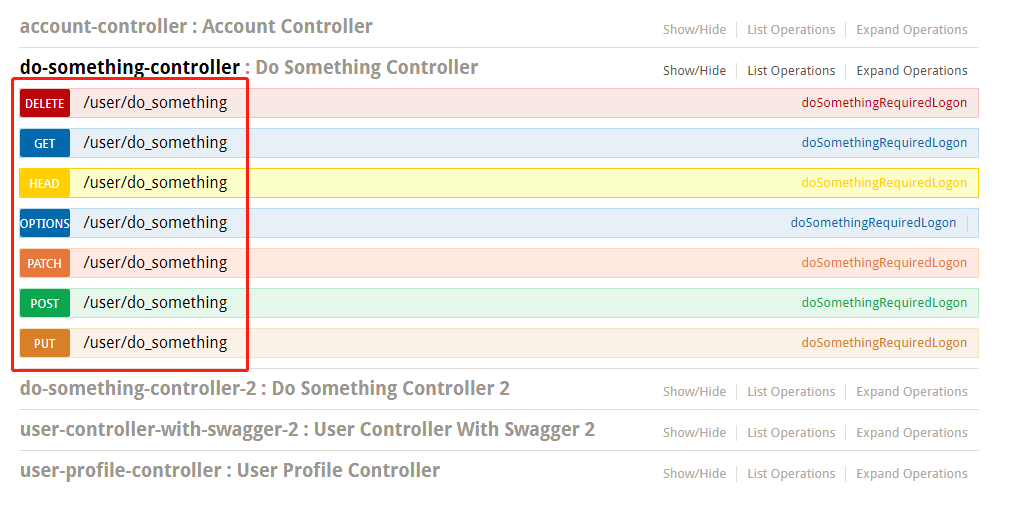 account-controller : Account Controller Show/Hide List Operations Expand Operations
do-something-controller : Do Something Controller Show/Hide List Operations Expand Operations
DELETE /user/do_something doSomethingRequiredLogon
GET /user/do_something doSomethingRequiredLogon
HEAD /user/do_something doSomethingRequiredLogon
OPTIONS /user/do_something doSomethingRequiredLogon
PATCH /user/do_something doSomethingRequiredLogon
POST /user/do_something doSomethingRequiredLogon
PUT /user/do_something doSomethingRequiredLogon
do-something-controller-2 : Do Something Controller 2 Show/Hide List Operations Expand Operations
user-controller-with-swagger-2 : User Controller With Swagger 2 Show/Hide List Operations Expand Operations
user-profile-controller : User Profile Controller Show/Hide List Operations Expand Operations